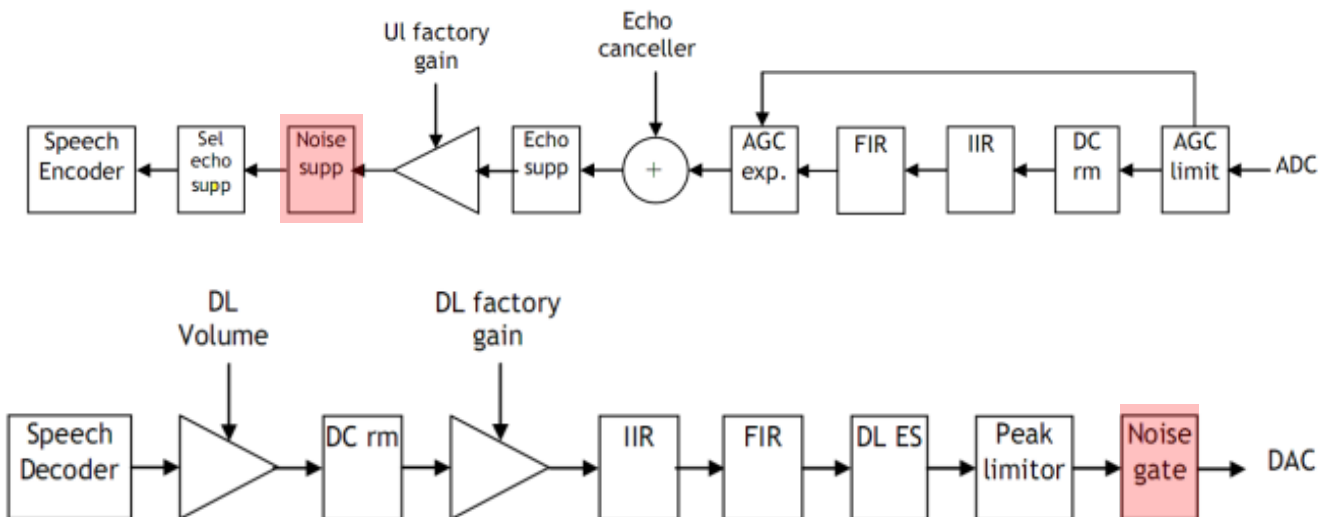 Ul factory
gain
Echo
canceller
Speech
Encoder
Sel
echo
supp
Noise
supp
Echo
supp
+
AGC
exp.
FIR
IIR
DC
rm
AGC
limit
ADC
DL
Volume
DL factory
gain
Speech
Decoder
DC rm
IIR
FIR
DL ES
Peak
limitor
Noise
gate
DAC